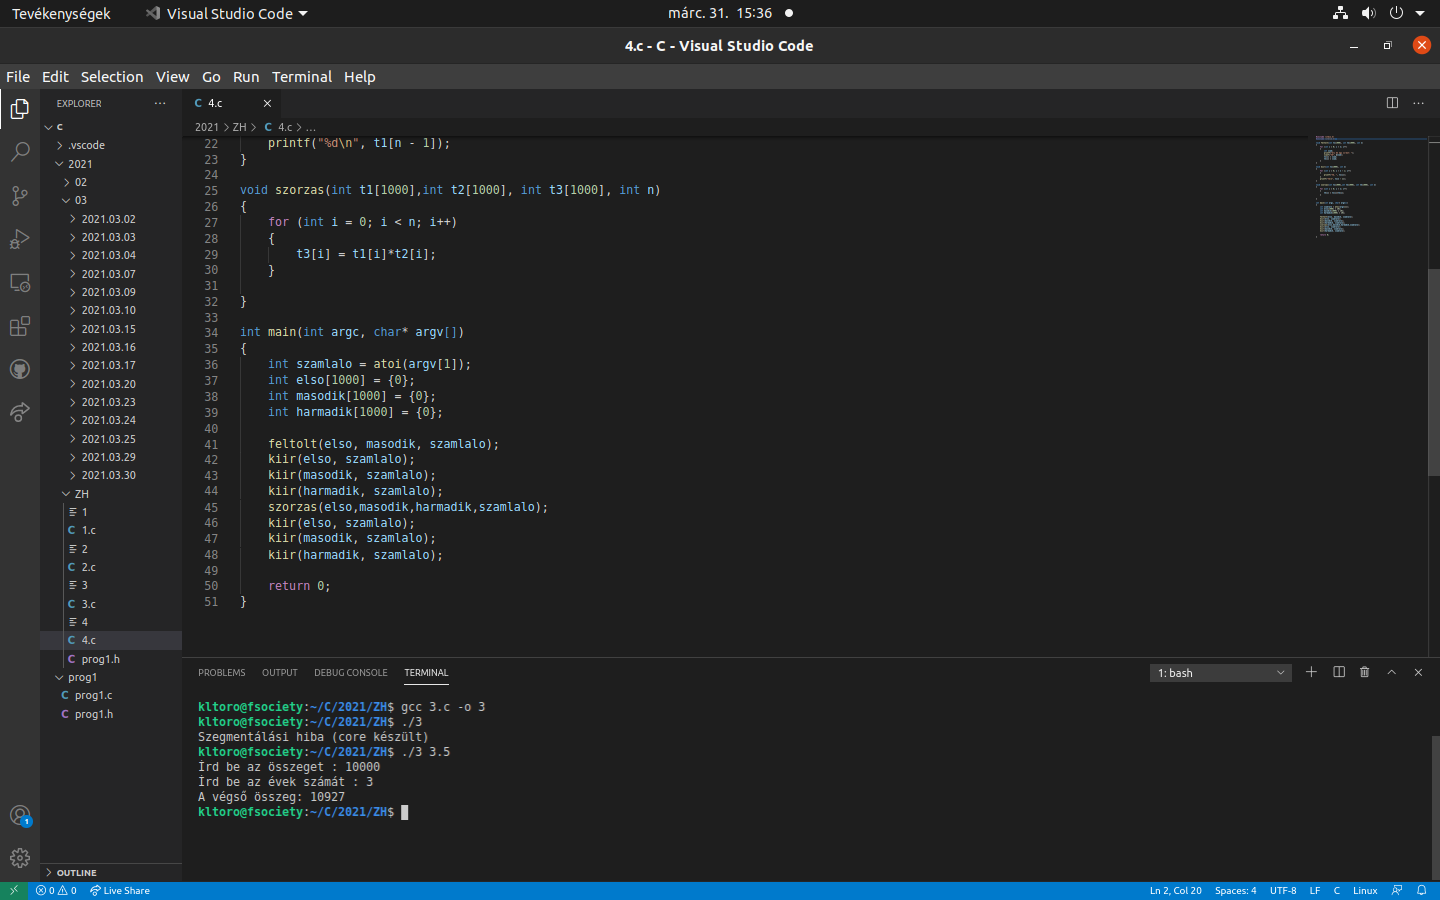 Tevékenységek
Visual Studio Code
márc. 31. 15:36
4.c - C - Visual Studio Code
File Edit Selection View Go Run Terminal Help
EXPLORER
C
.vscode
2021
02
03
2021.03.02
2021.03.03
2021.03.04
2021.03.07
2021.03.09
2021.03.10
2021.03.15
2021.03.16
2021.03.17
2021.03.20
2021.03.23
2021.03.24
2021.03.25
2021.03.29
2021.03.30
ZH
1
C 1.c
2
C 2.c
3
C 3.c
4
C 4.c
C prog1.h
prog1
C prog1.c
C prog1.h
OUTLINE
C 4.c
2021 > ZH > C 4.c > ...
22 printf("%d\n", t1[n - 1]);
23 }
24
25 void szorzas(int t1[1000],int t2[1000], int t3[1000], int n)
26 {
27 for (int i = 0; i < n; i++)
28 {
29 t3[i] = t1[i]*t2[i];
30 }
31
32 }
33
34 int main(int argc, char* argv[])
35 {
36 int szamlalo = atoi(argv[1]);
37 int elso[1000] = {0};
38 int masodik[1000] = {0};
39 int harmadik[1000] = {0};
40
41 feltolt(elso, masodik, szamlalo);
42 kiir(elso, szamlalo);
43 kiir(masodik, szamlalo);
44 kiir(harmadik, szamlalo);
45 szorzas(elso,masodik,harmadik,szamlalo);
46 kiir(elso, szamlalo);
47 kiir(masodik, szamlalo);
48 kiir(harmadik, szamlalo);
49
50 return 0;
51 }
PROBLEMS OUTPUT DEBUG CONSOLE TERMINAL
1: bash
kltoro@fsociety:~/C/2021/ZH$ gcc 3.c -o 3
kltoro@fsociety:~/C/2021/ZH$ ./3
Szegmentálási hiba (core készült)
kltoro@fsociety:~/C/2021/ZH$ ./3 3.5
Írd be az összeget : 10000
Írd be az évek számát : 3
A végső összeg: 10927
kltoro@fsociety:~/C/2021/ZH$
1
0 0 Live Share
Ln 2, Col 20 Spaces: 4 UTF-8 LF C Linux